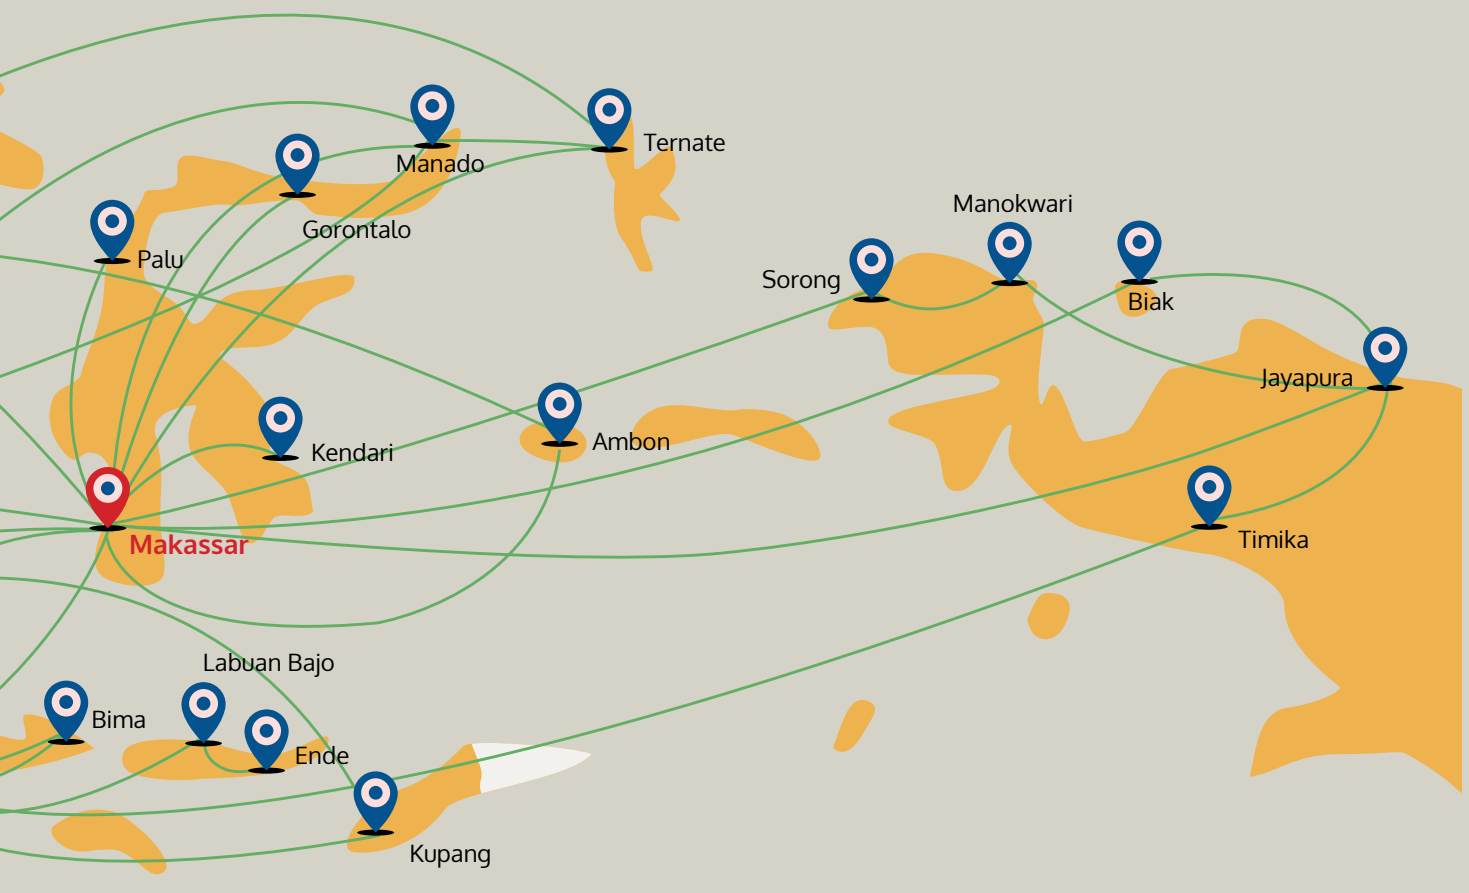 Ternate
Manado
Manokwari
Gorontalo
Palu
Sorong
Biak
Jayapura
Kendari
Ambon
Makassar
Timika
Labuan Bajo
Bima
Ende
Kupang